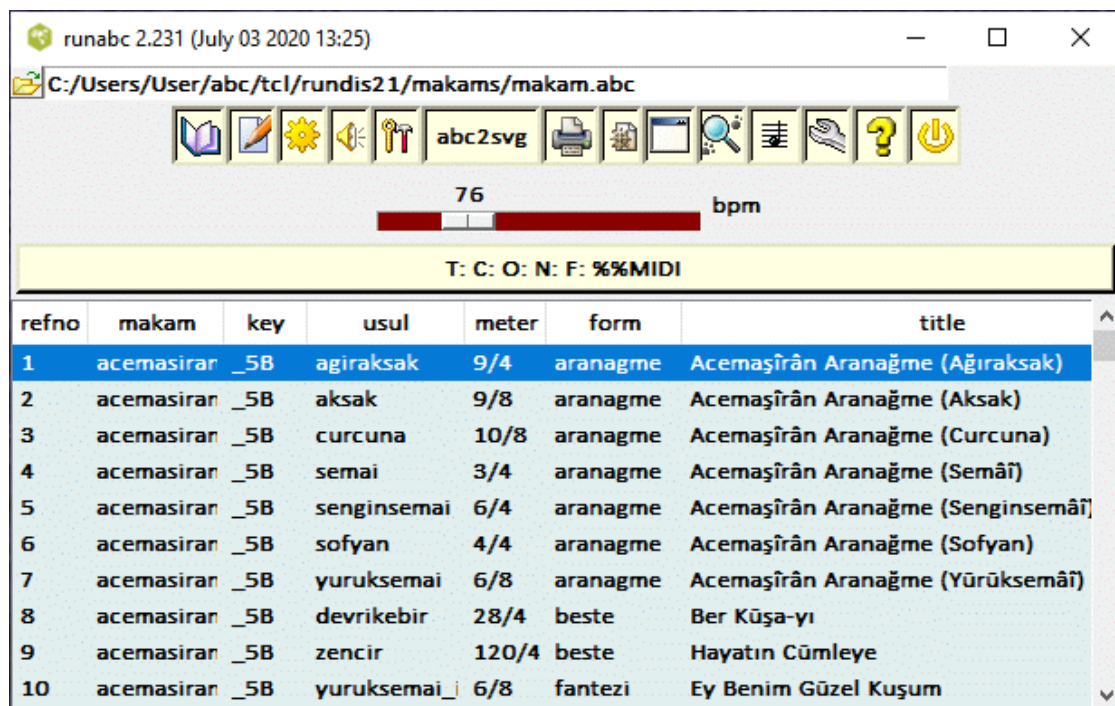 runabc 2.231 (July 03 2020 13:25)
C:/Users/User/abc/tcl/rundis21/makams/makam.abc
abc2svg
76 bpm
T: C: O: N: F: %%MIDI
refno makam key usul meter form title
1 acemasiran _5B agiraksak 9/4 aranagme Acemaşîrân Aranağme (Ağıraksak)
2 acemasiran _5B aksak 9/8 aranagme Acemaşîrân Aranağme (Aksak)
3 acemasiran _5B curcuna 10/8 aranagme Acemaşîrân Aranağme (Curcuna)
4 acemasiran _5B semai 3/4 aranagme Acemaşîrân Aranağme (Semâî)
5 acemasiran _5B senginsemai 6/4 aranagme Acemaşîrân Aranağme (Senginsemâî)
6 acemasiran _5B sofyan 4/4 aranagme Acemaşîrân Aranağme (Sofyan)
7 acemasiran _5B yuruksemai 6/8 aranagme Acemaşîrân Aranağme (Yürüksemâî)
8 acemasiran _5B devrikebir 28/4 beste Ber Küşa-yı
9 acemasiran _5B zencir 120/4 beste Hayatın Cümleye
10 acemasiran _5B yuruksemai_i 6/8 fantezi Ey Benim Güzel Kuşum